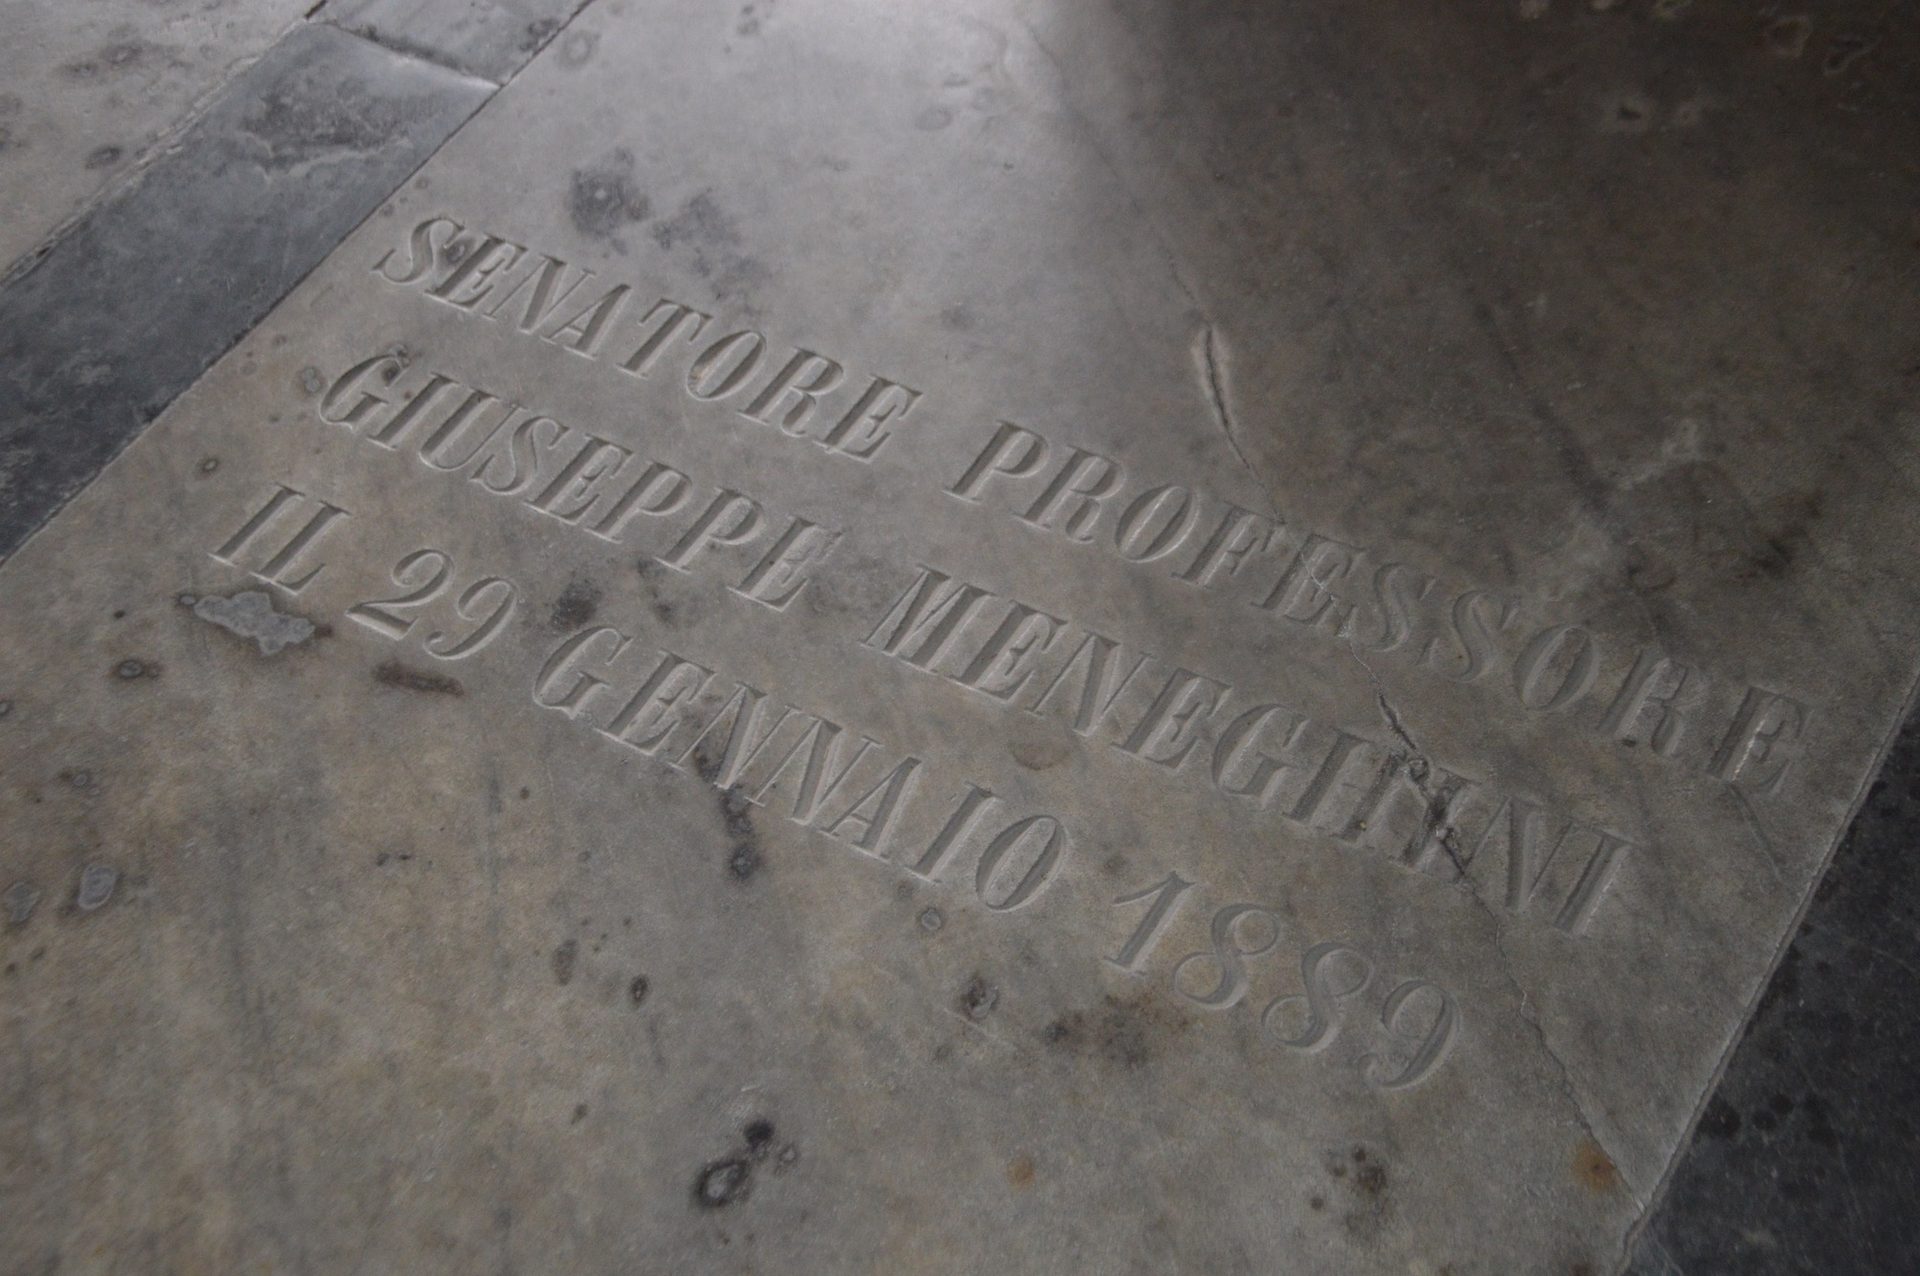 SENATORE PROFESSORE
GIUSEPPE MENEGHINI
IL 29 GENNAIO 1889